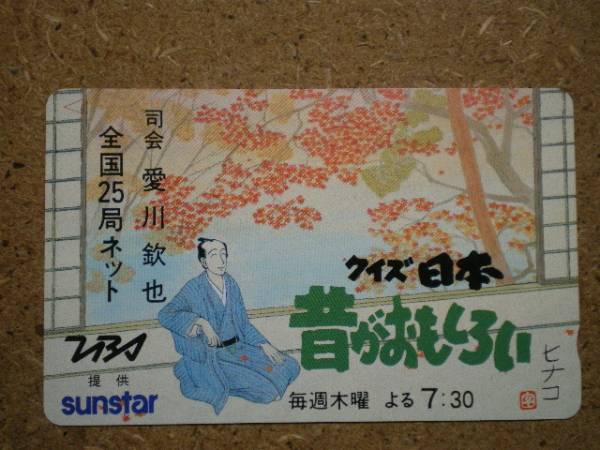 司会 愛川欽也
全国25局ネット
クイズ日本
昔がおもしろい
ヒナコ
TBS
提供
sunstar
毎週木曜 よる 7:30